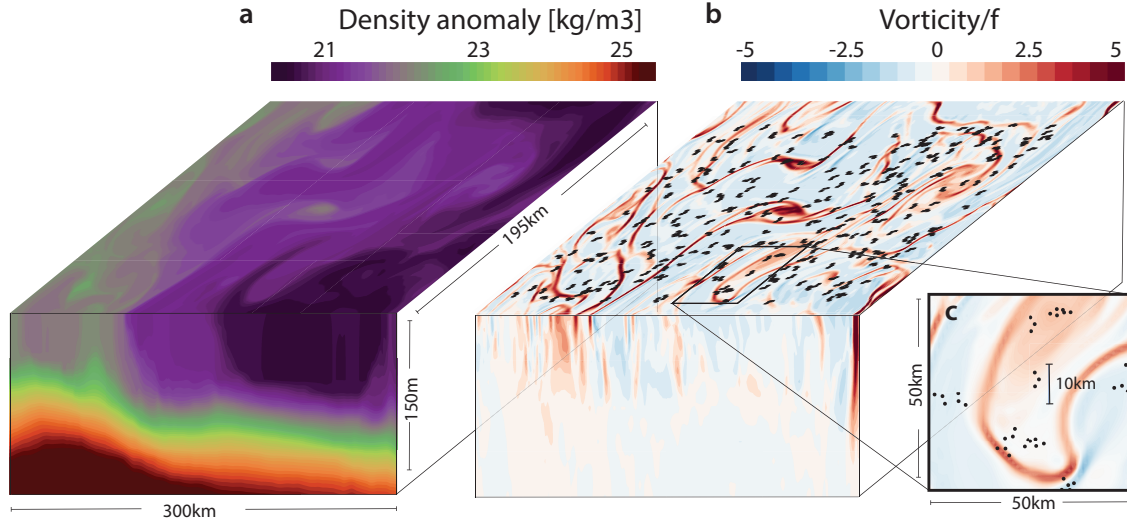 a Density anomaly [kg/m3]
21 23 25
b Vorticity/f
-5 -2.5 0 2.5 5
195km
150m
300km
c
50km
10km
50km